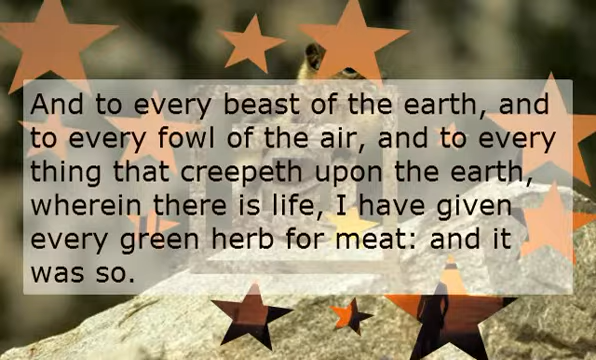 And to every beast of the earth, and
to every fowl of the air, and to every
thing that creepeth upon the earth,
wherein there is life, I have given
every green herb for meat: and it
was so.